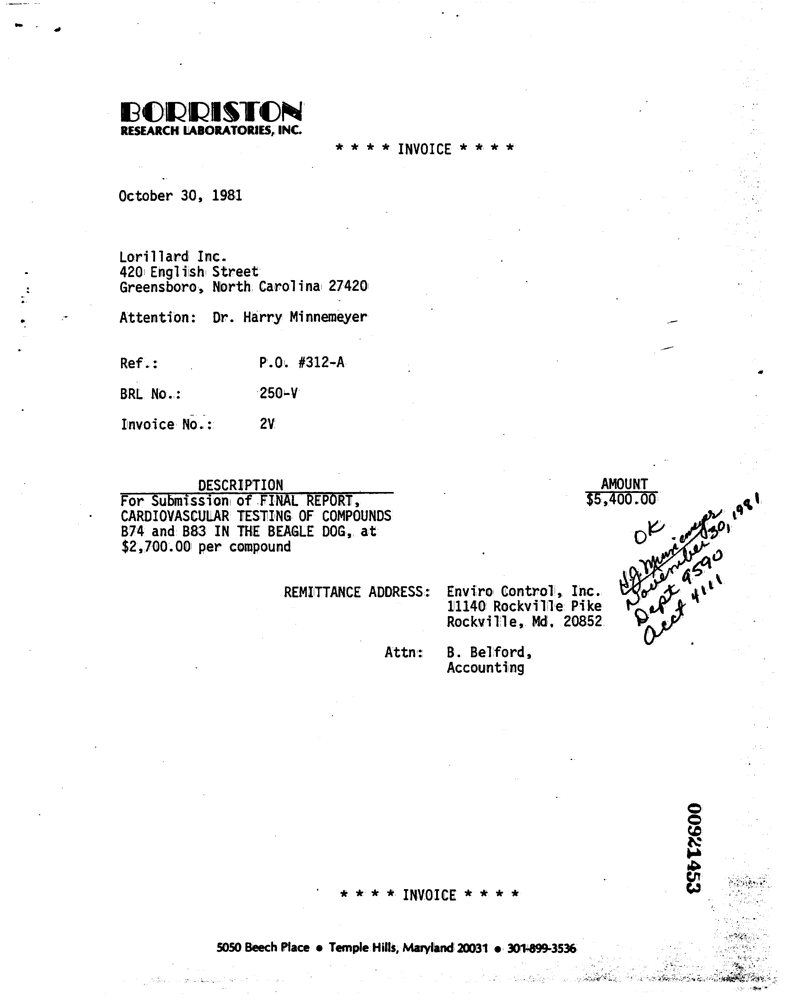 BORRISTON
RESEARCH LABORATORIES, INC.
* * * * INVOICE * * * *
October 30, 1981
Lorillard Inc.
420 English Street
Greensboro, North Carolina 27420
Attention: Dr. Harry Minnemeyer
Ref.: P.O. #312-A
BRL No.: 250-V
Invoice No.: 2V
DESCRIPTION AMOUNT
For Submission of FINAL REPORT, $5,400.00
CARDIOVASCULAR TESTING OF COMPOUNDS
B74 and B83 IN THE BEAGLE DOG, at
$2,700.00 per compound
OK
H.J. Minnemeyer
November 30, 1981
Dept 9590
Acct 4111
REMITTANCE ADDRESS: Enviro Control, Inc.
11140 Rockville Pike
Rockville, Md. 20852
Attn: B. Belford,
Accounting
00921453
* * * * INVOICE * * * *
5050 Beech Place • Temple Hills, Maryland 20031 • 301-899-3536